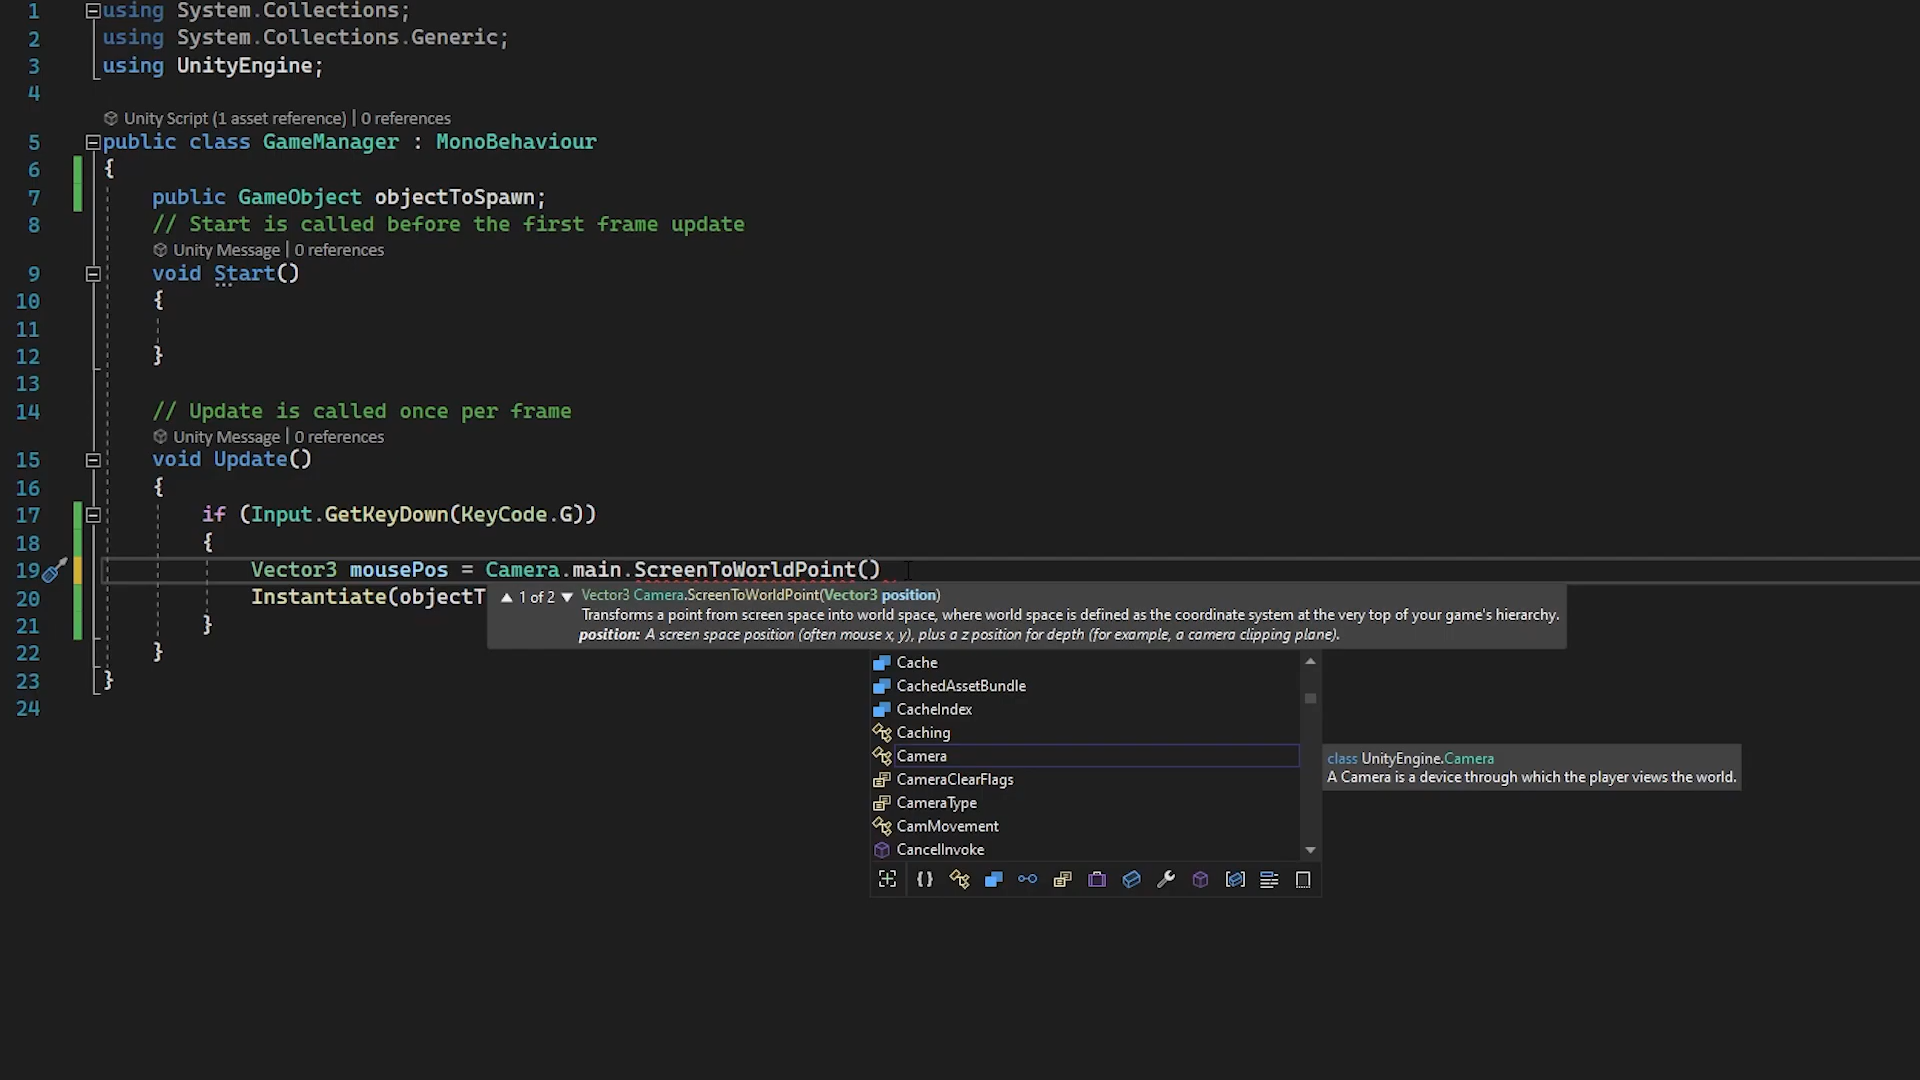 1 using System.Collections;
2 using System.Collections.Generic;
3 using UnityEngine;
4
Unity Script (1 asset reference) | 0 references
5 public class GameManager : MonoBehaviour
6 {
7 public GameObject objectToSpawn;
8 // Start is called before the first frame update
Unity Message | 0 references
9 void Start()
10 {
11
12 }
13
14 // Update is called once per frame
Unity Message | 0 references
15 void Update()
16 {
17 if (Input.GetKeyDown(KeyCode.G))
18 {
19 Vector3 mousePos = Camera.main.ScreenToWorldPoint()
20 Instantiate(objectT
▲ 1 of 2 ▼ Vector3 Camera.ScreenToWorldPoint(Vector3 position)
Transforms a point from screen space into world space, where world space is defined as the coordinate system at the very top of your game's hierarchy.
position: A screen space position (often mouse x, y), plus a z position for depth (for example, a camera clipping plane).
21 }
22 }
23 }
24
Cache
CachedAssetBundle
CacheIndex
Caching
Camera
CameraClearFlags
CameraType
CamMovement
CancelInvoke
class UnityEngine.Camera
A Camera is a device through which the player views the world.